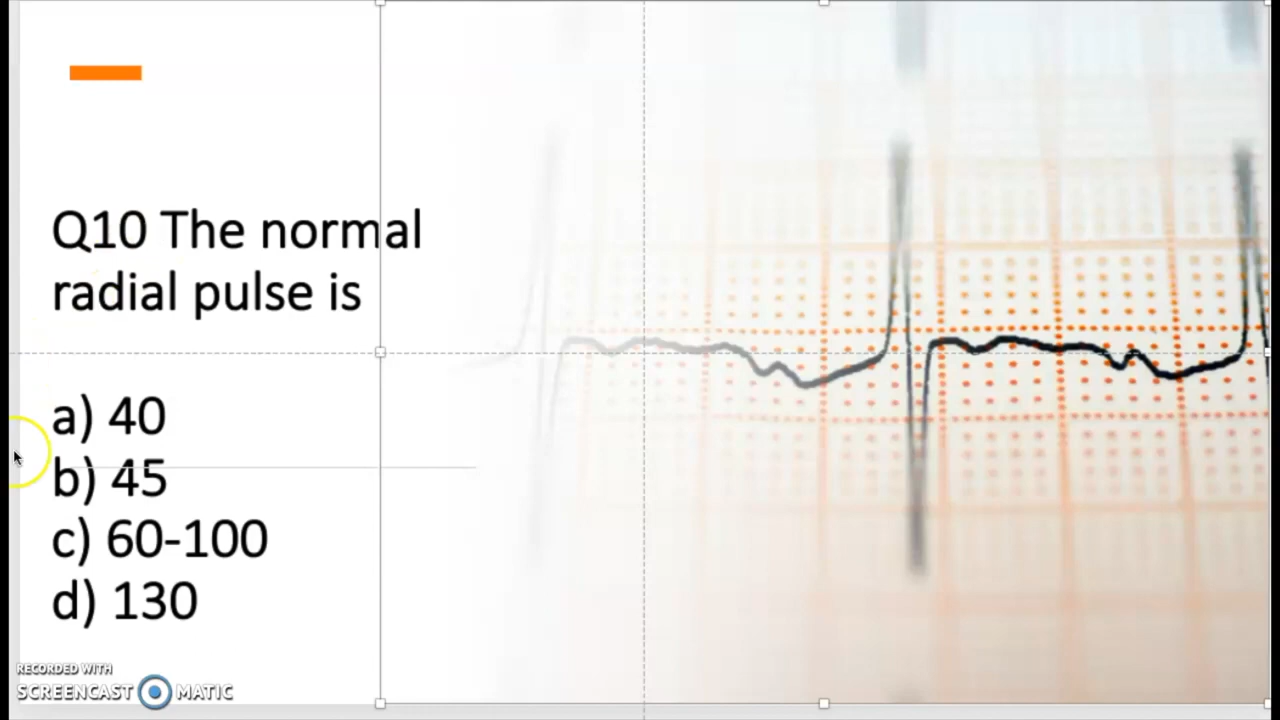 Q10 The normal
radial pulse is
a) 40
b) 45
c) 60-100
d) 130
RECORDED WITH
SCREENCAST MATIC